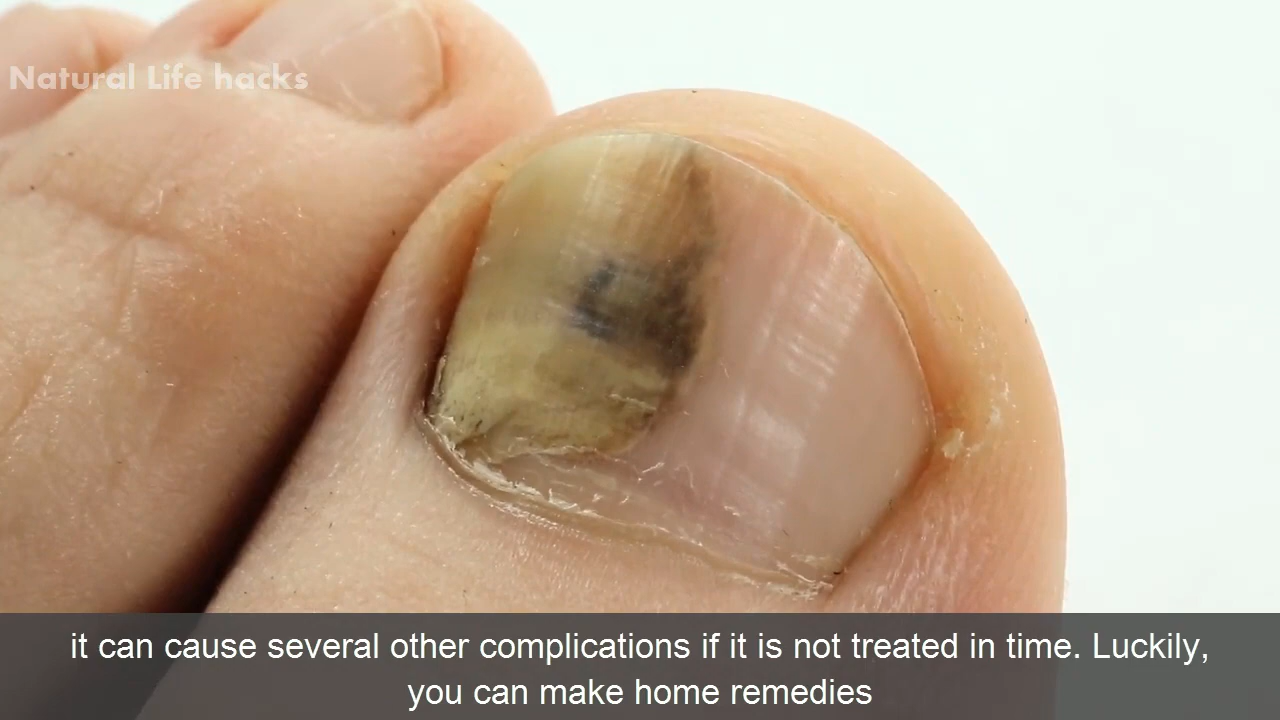 Natural Life hacks
it can cause several other complications if it is not treated in time. Luckily,
you can make home remedies